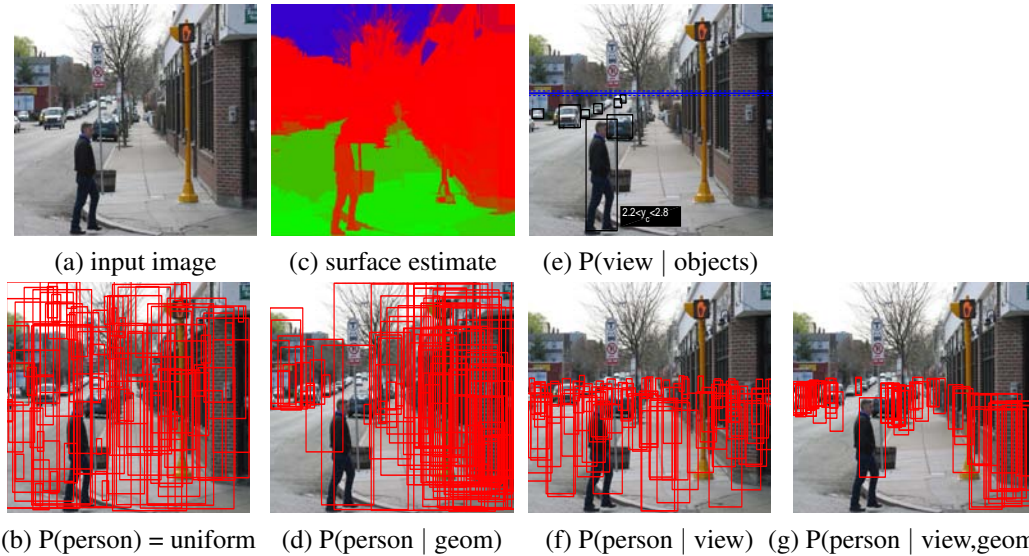 2.2<y_c<2.8
(a) input image
(c) surface estimate
(e) P(view | objects)
(b) P(person) = uniform
(d) P(person | geom)
(f) P(person | view)
(g) P(person | view,geom